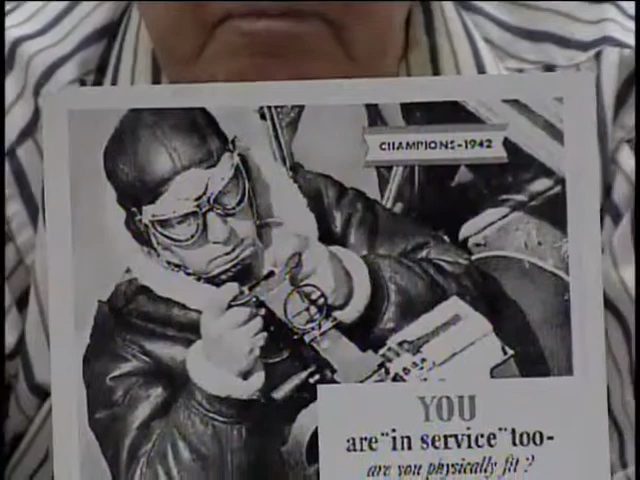 CHAMPIONS-1942
YOU
are "in service" too-
are you physically fit?